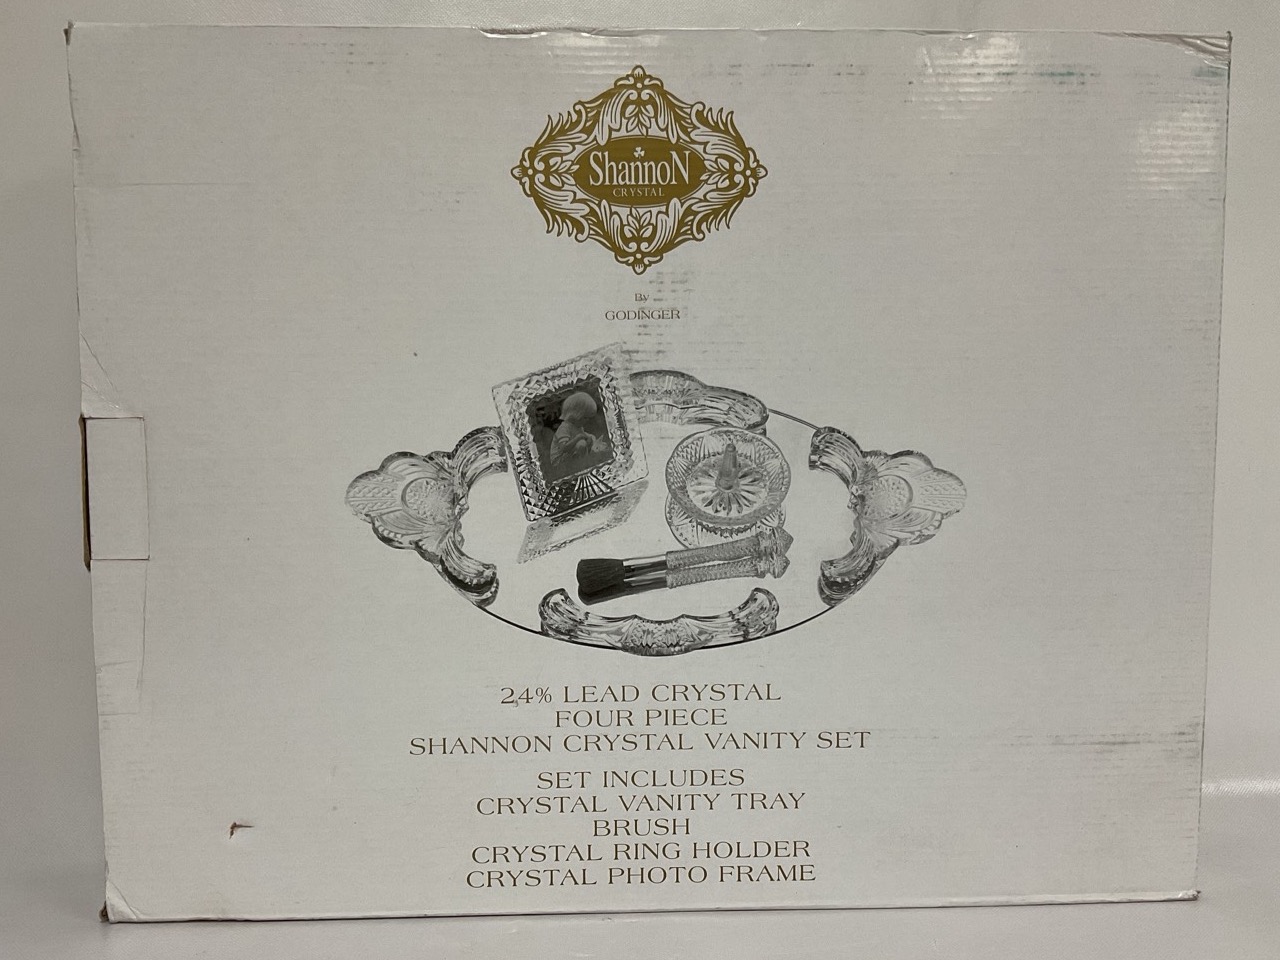 ShannoN
CRYSTAL
By
GODINGER
24% LEAD CRYSTAL
FOUR PIECE
SHANNON CRYSTAL VANITY SET
SET INCLUDES
CRYSTAL VANITY TRAY
BRUSH
CRYSTAL RING HOLDER
CRYSTAL PHOTO FRAME